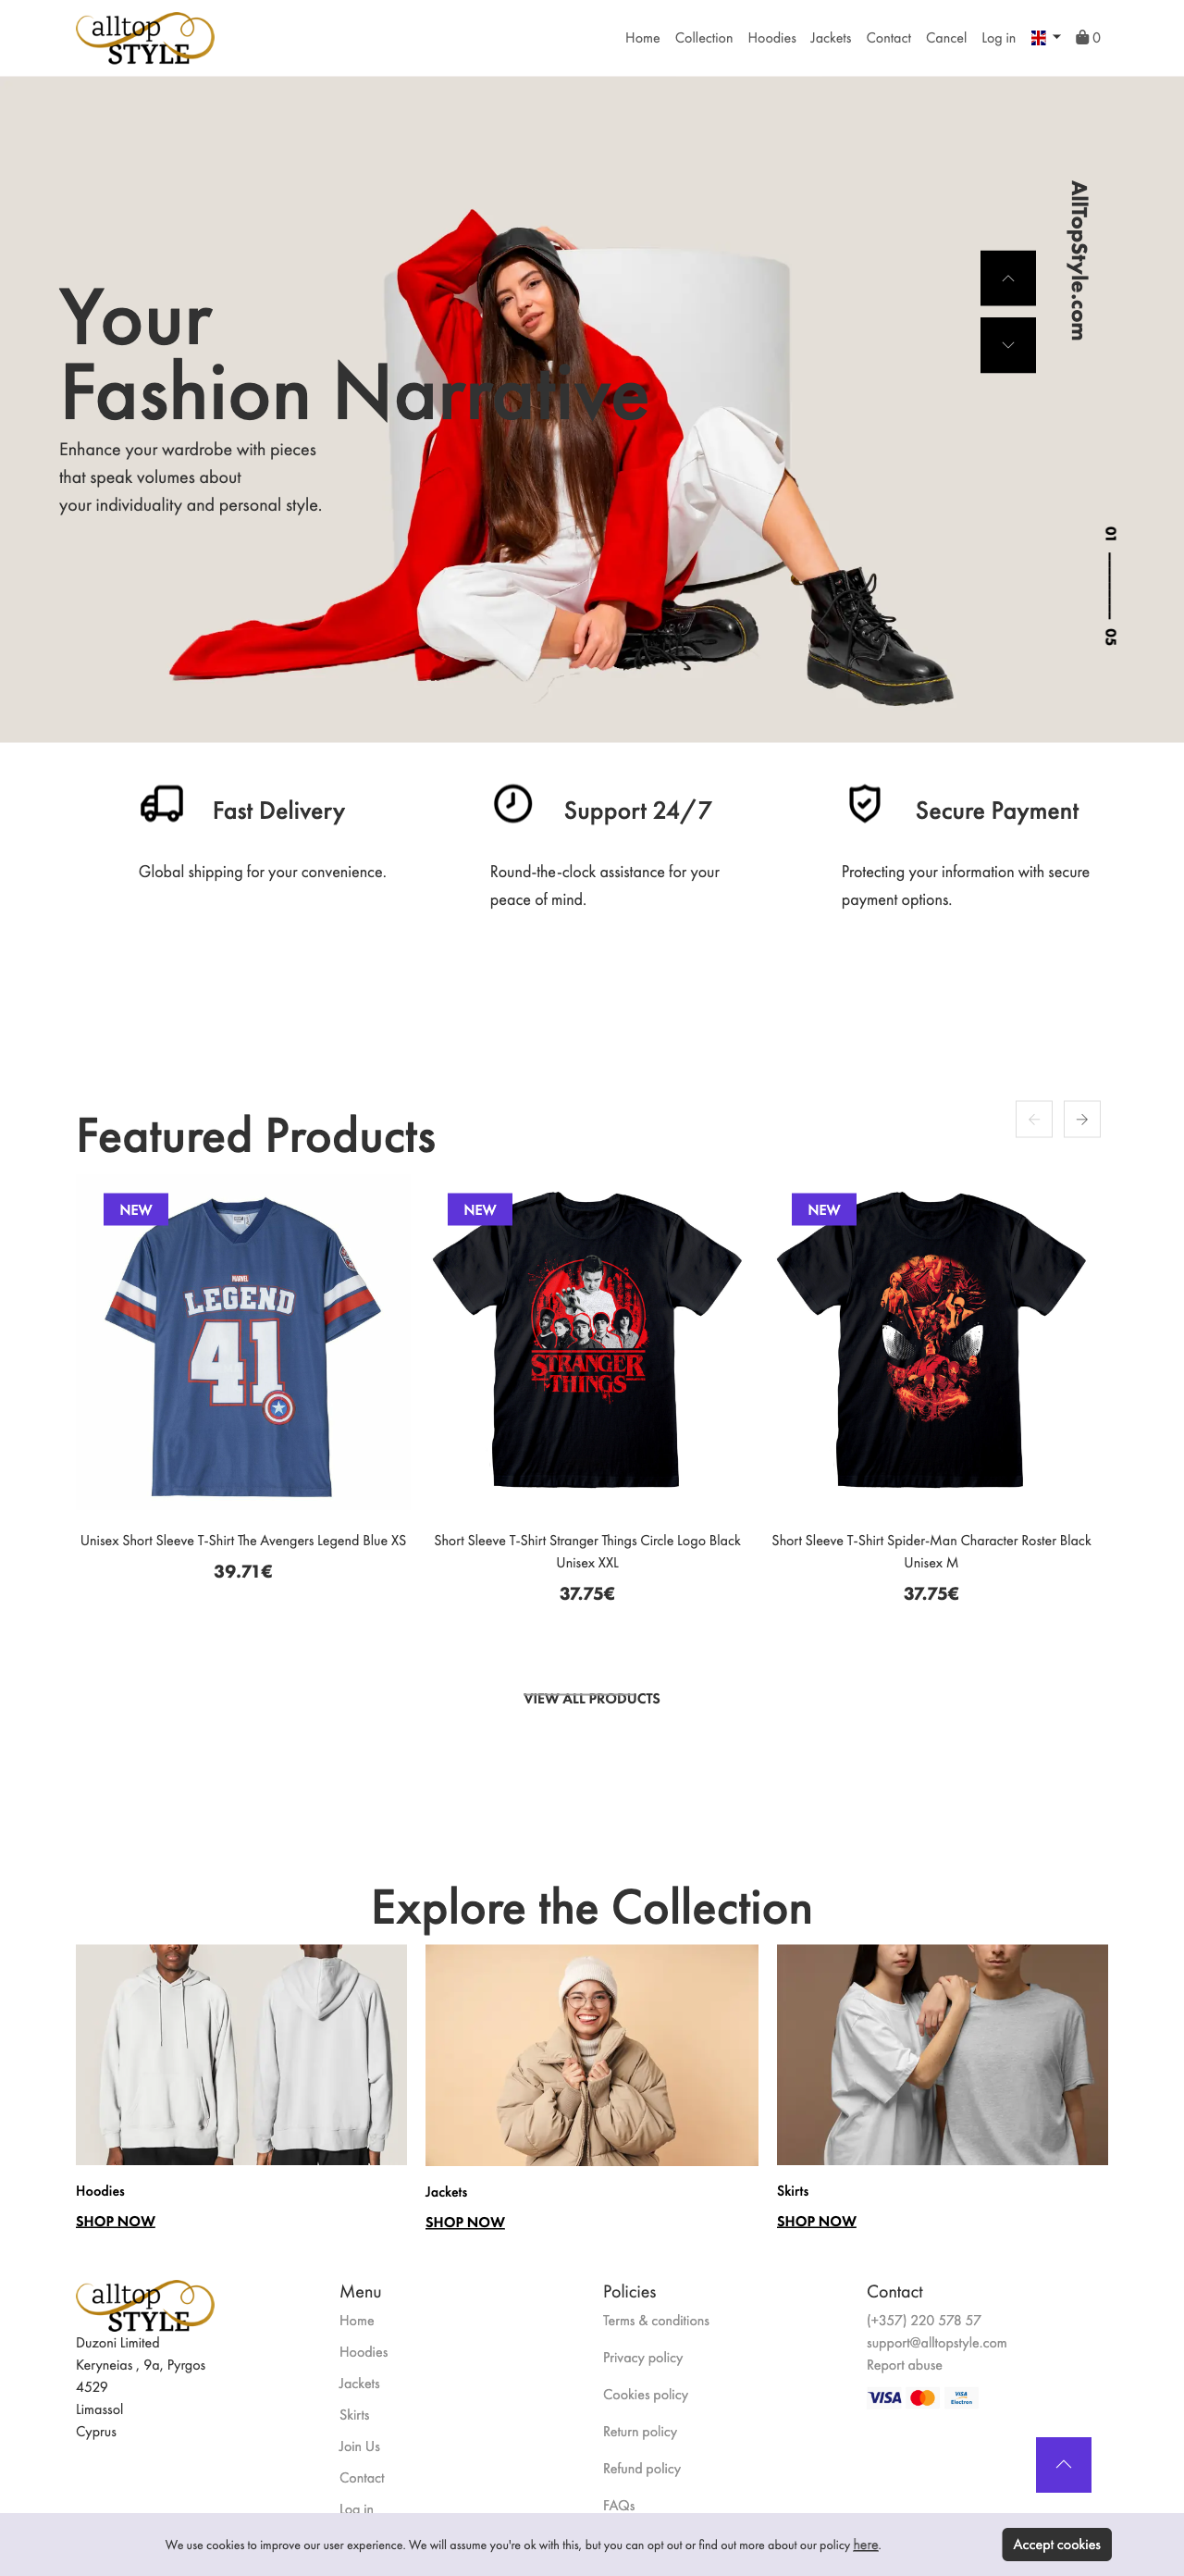 alltop
STYLE
Home Collection Hoodies Jackets Contact Cancel Log in 0
AllTopStyle.com
Your
Fashion Narrative
Enhance your wardrobe with pieces
that speak volumes about
your individuality and personal style.
01
05
Fast Delivery
Global shipping for your convenience.
Support 24/7
Round-the-clock assistance for your
peace of mind.
Secure Payment
Protecting your information with secure
payment options.
Featured Products
NEW
MARVEL
LEGEND
41
Unisex Short Sleeve T-Shirt The Avengers Legend Blue XS
39.71€
NEW
STRANGER
THINGS
Short Sleeve T-Shirt Stranger Things Circle Logo Black
Unisex XXL
37.75€
NEW
Short Sleeve T-Shirt Spider-Man Character Roster Black
Unisex M
37.75€
VIEW ALL PRODUCTS
Explore the Collection
Hoodies
SHOP NOW
Jackets
SHOP NOW
Skirts
SHOP NOW
alltop
STYLE
Duzoni Limited
Keryneias , 9a, Pyrgos
4529
Limassol
Cyprus
Menu
Home
Hoodies
Jackets
Skirts
Join Us
Contact
Log in
Policies
Terms & conditions
Privacy policy
Cookies policy
Return policy
Refund policy
FAQs
Contact
(+357) 220 578 57
support@alltopstyle.com
Report abuse
VISA
VISA
Electron
We use cookies to improve our user experience. We will assume you're ok with this, but you can opt out or find out more about our policy here.
Accept cookies